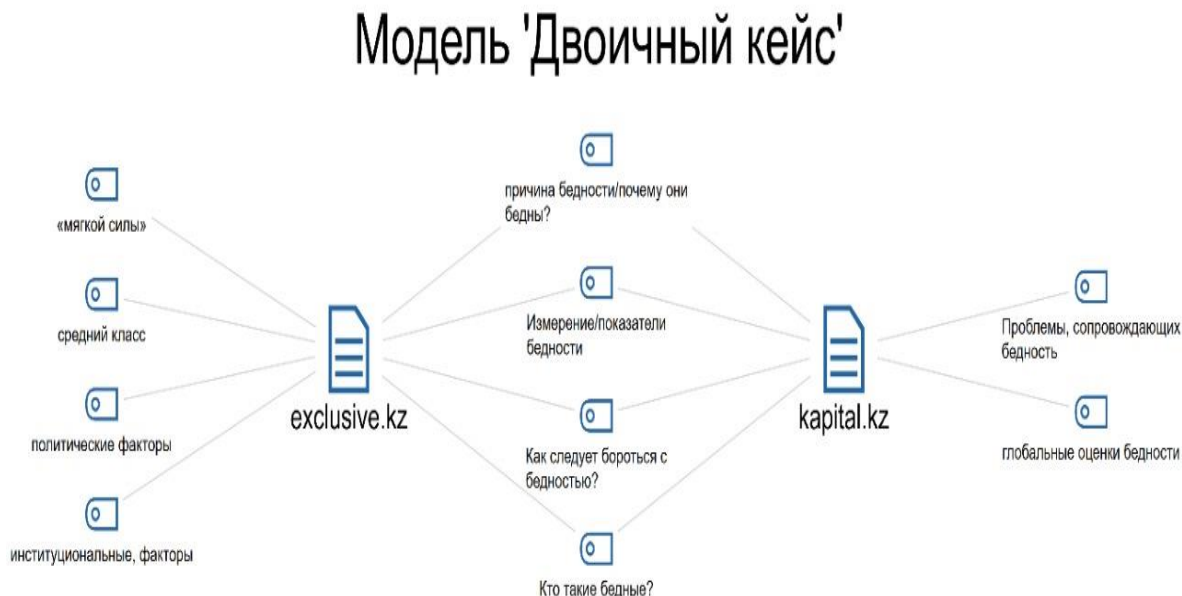 Модель 'Двоичный кейс'
«мягкой силы»
средний класс
политические факторы
институциональные, факторы
exclusive.kz
причина бедности/почему они
бедны?
Измерение/показатели
бедности
Как следует бороться с
бедностью?
Кто такие бедные?
kapital.kz
Проблемы, сопровождающих
бедность
глобальные оценки бедности